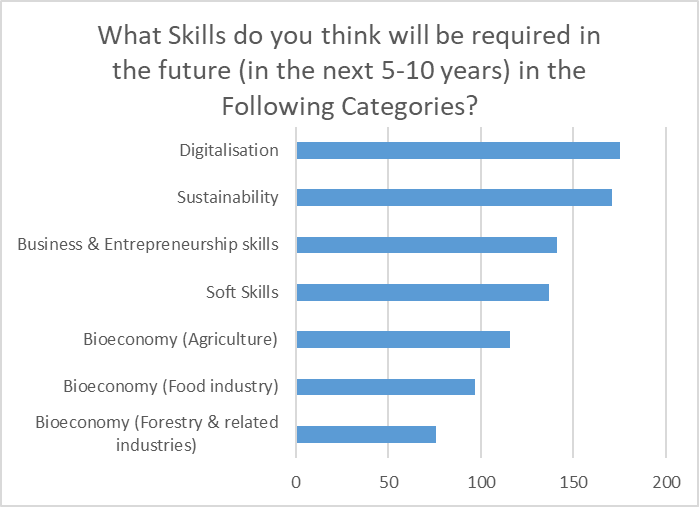 What Skills do you think will be required in
the future (in the next 5-10 years) in the
Following Categories?
Digitalisation
Sustainability
Business & Entrepreneurship skills
Soft Skills
Bioeconomy (Agriculture)
Bioeconomy (Food industry)
Bioeconomy (Forestry & related
industries)
0 50 100 150 200